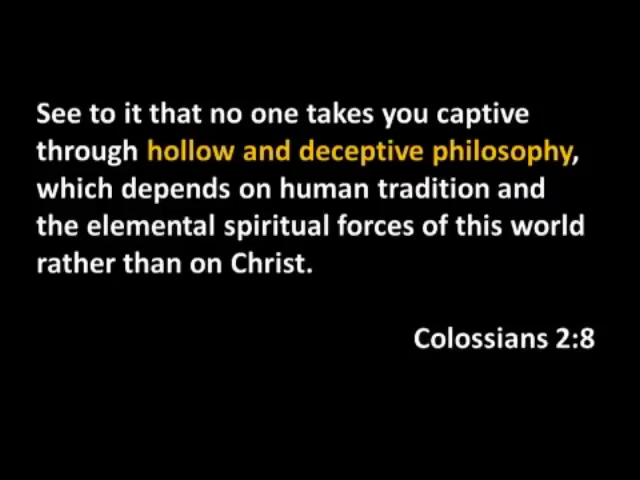 See to it that no one takes you captive
through hollow and deceptive philosophy,
which depends on human tradition and
the elemental spiritual forces of this world
rather than on Christ.
Colossians 2:8